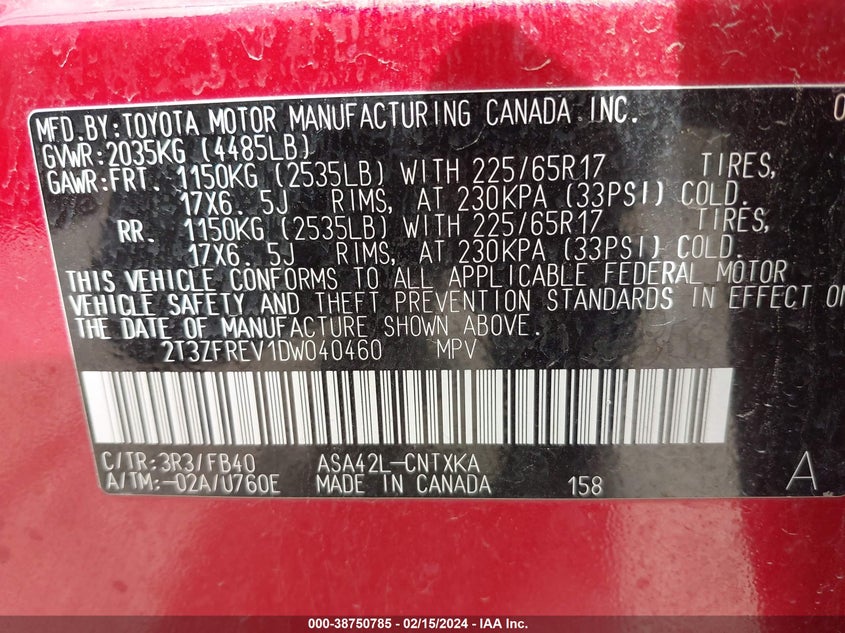 MFD.BY:TOYOTA MOTOR MANUFACTURING CANADA INC. 0
GVWR:2035KG (4485LB)
GAWR:FRT. 1150KG (2535LB) WITH 225/65R17 TIRES,
17X6. 5J RIMS, AT 230KPA (33PSI) COLD.
RR. 1150KG (2535LB) WITH 225/65R17 TIRES,
17X6. 5J RIMS, AT 230KPA (33PSI) COLD.
THIS VEHICLE CONFORMS TO ALL APPLICABLE FEDERAL MOTOR
VEHICLE SAFETY AND THEFT PREVENTION STANDARDS IN EFFECT ON
THE DATE OF MANUFACTURE SHOWN ABOVE.
2T3ZFREV1DW040460 MPV
C/TR:3R3/FB40 ASA42L-CNTXKA
A/TM:-02A/U760E MADE IN CANADA 158 A
000-38750785 - 02/15/2024 - IAA Inc.